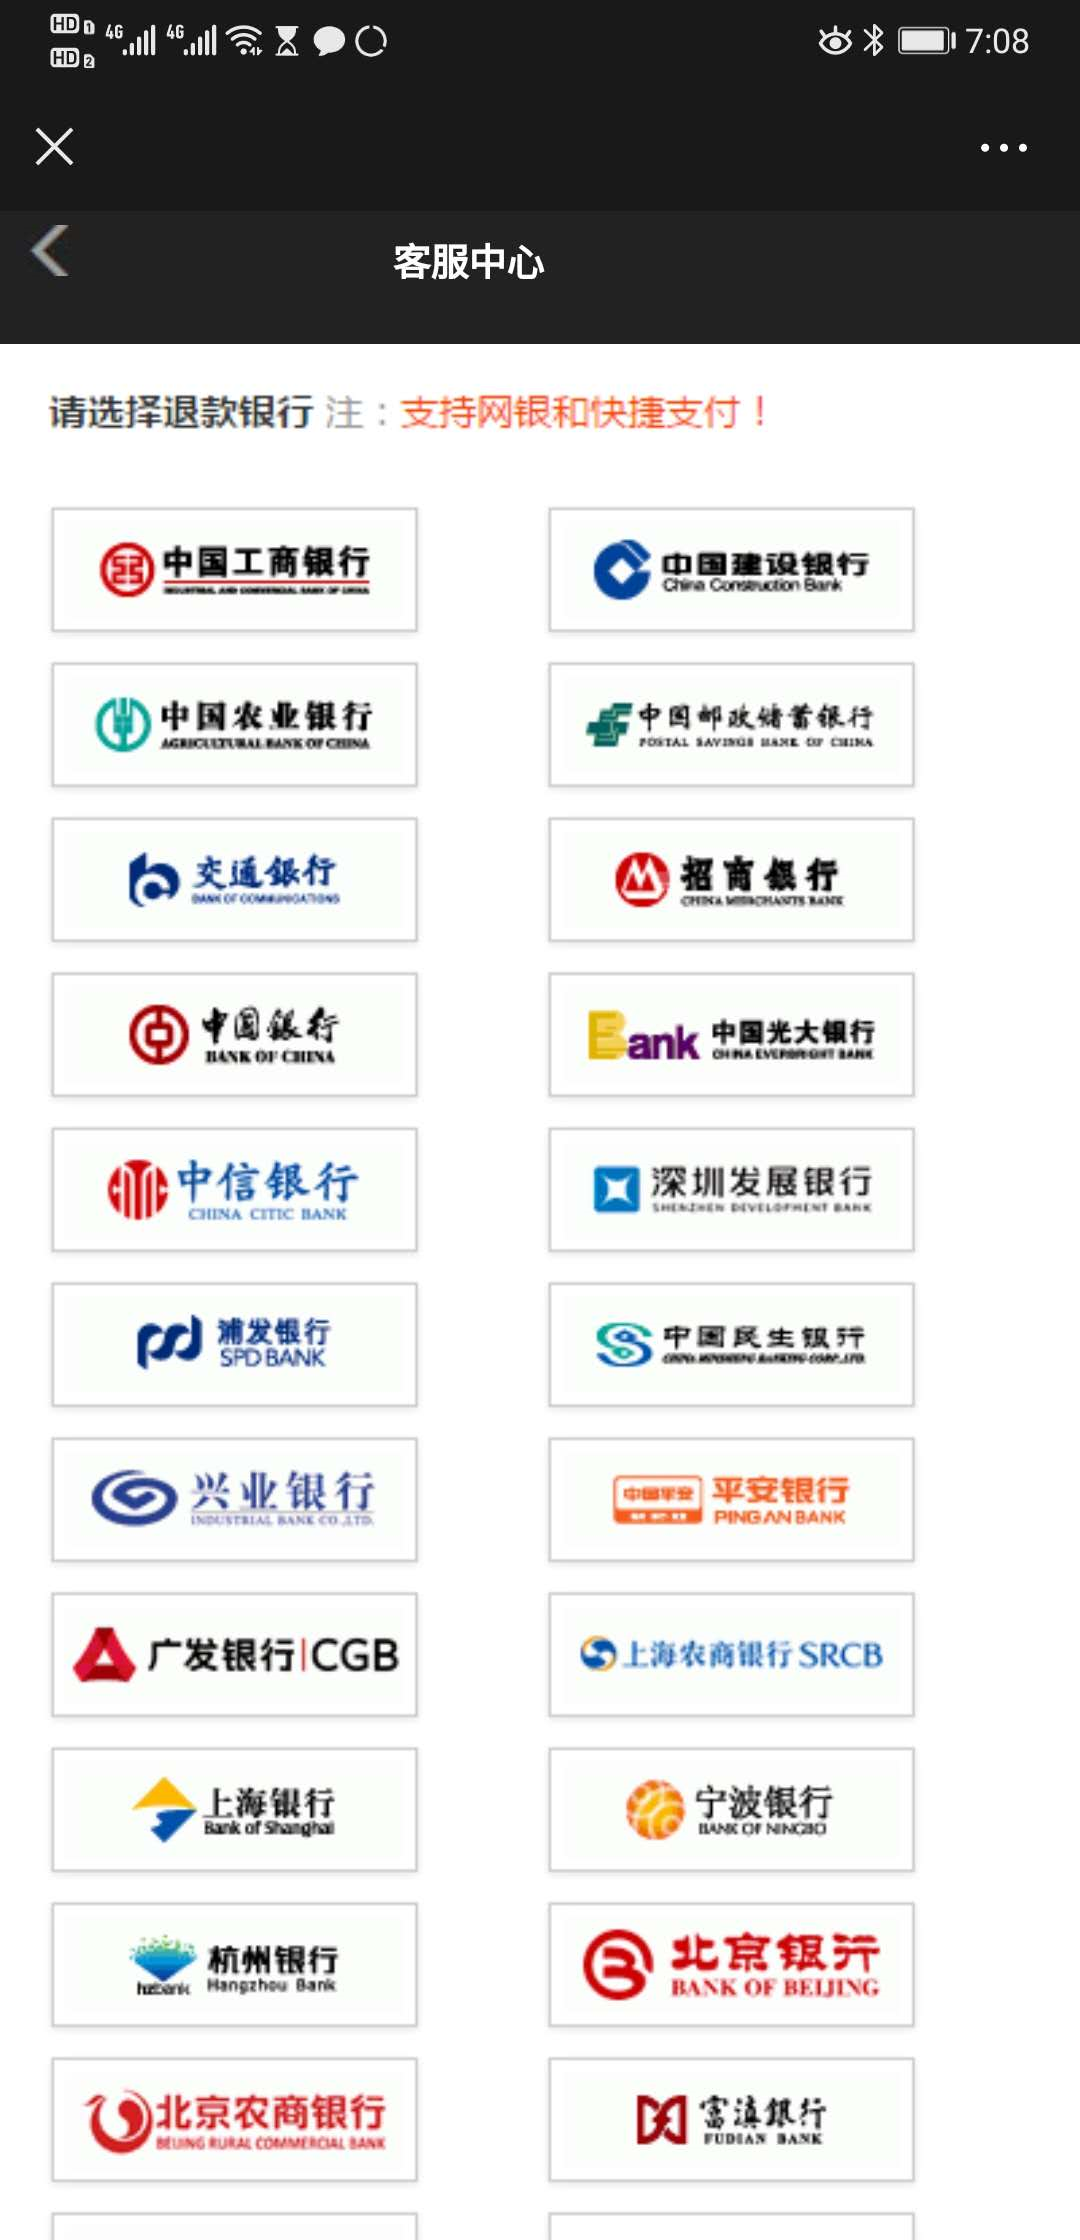 HD 1 4G 4G 7:08
HD 2
客服中心
请选择退款银行 注：支持网银和快捷支付！
中国工商银行
INDUSTRIAL AND COMMERCIAL BANK OF CHINA
中国建设银行
China Construction Bank
中国农业银行
AGRICULTURAL BANK OF CHINA
中国邮政储蓄银行
POSTAL SAVINGS BANK OF CHINA
交通銀行
BANK OF COMMUNICATIONS
招商银行
CHINA MERCHANTS BANK
中国銀行
BANK OF CHINA
Bank 中国光大银行
CHINA EVERBRIGHT BANK
中信银行
CHINA CITIC BANK
深圳发展银行
SHENZHEN DEVELOPMENT BANK
浦发银行
SPD BANK
中国民生银行
CHINA MINSHENG BANKING CORP.,LTD.
兴业银行
INDUSTRIAL BANK CO.,LTD.
中国平安 平安银行
PING AN BANK
广发银行|CGB
上海农商银行 SRCB
上海银行
Bank of Shanghai
宁波银行
BANK OF NINGBO
杭州银行
hzbank Hangzhou Bank
北京银行
BANK OF BEIJING
北京农商银行
BEIJING RURAL COMMERCIAL BANK
富滇銀行
FUDIAN BANK